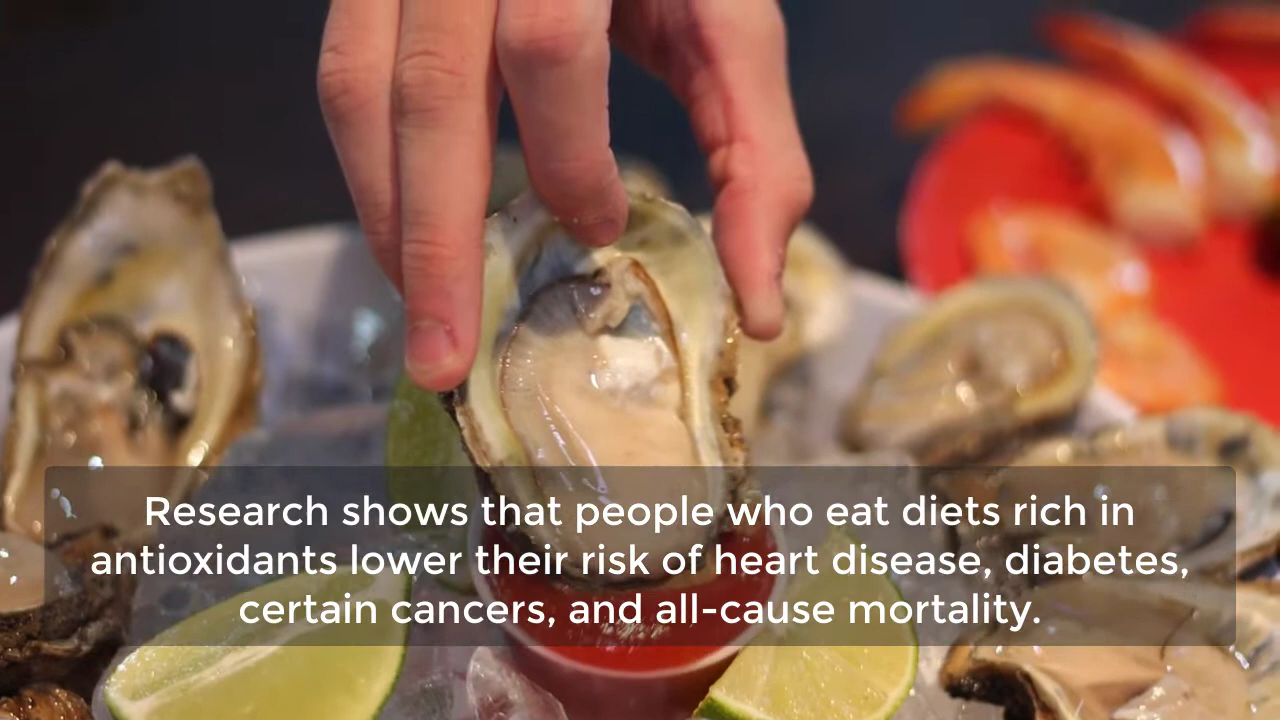 Research shows that people who eat diets rich in
antioxidants lower their risk of heart disease, diabetes,
certain cancers, and all-cause mortality.